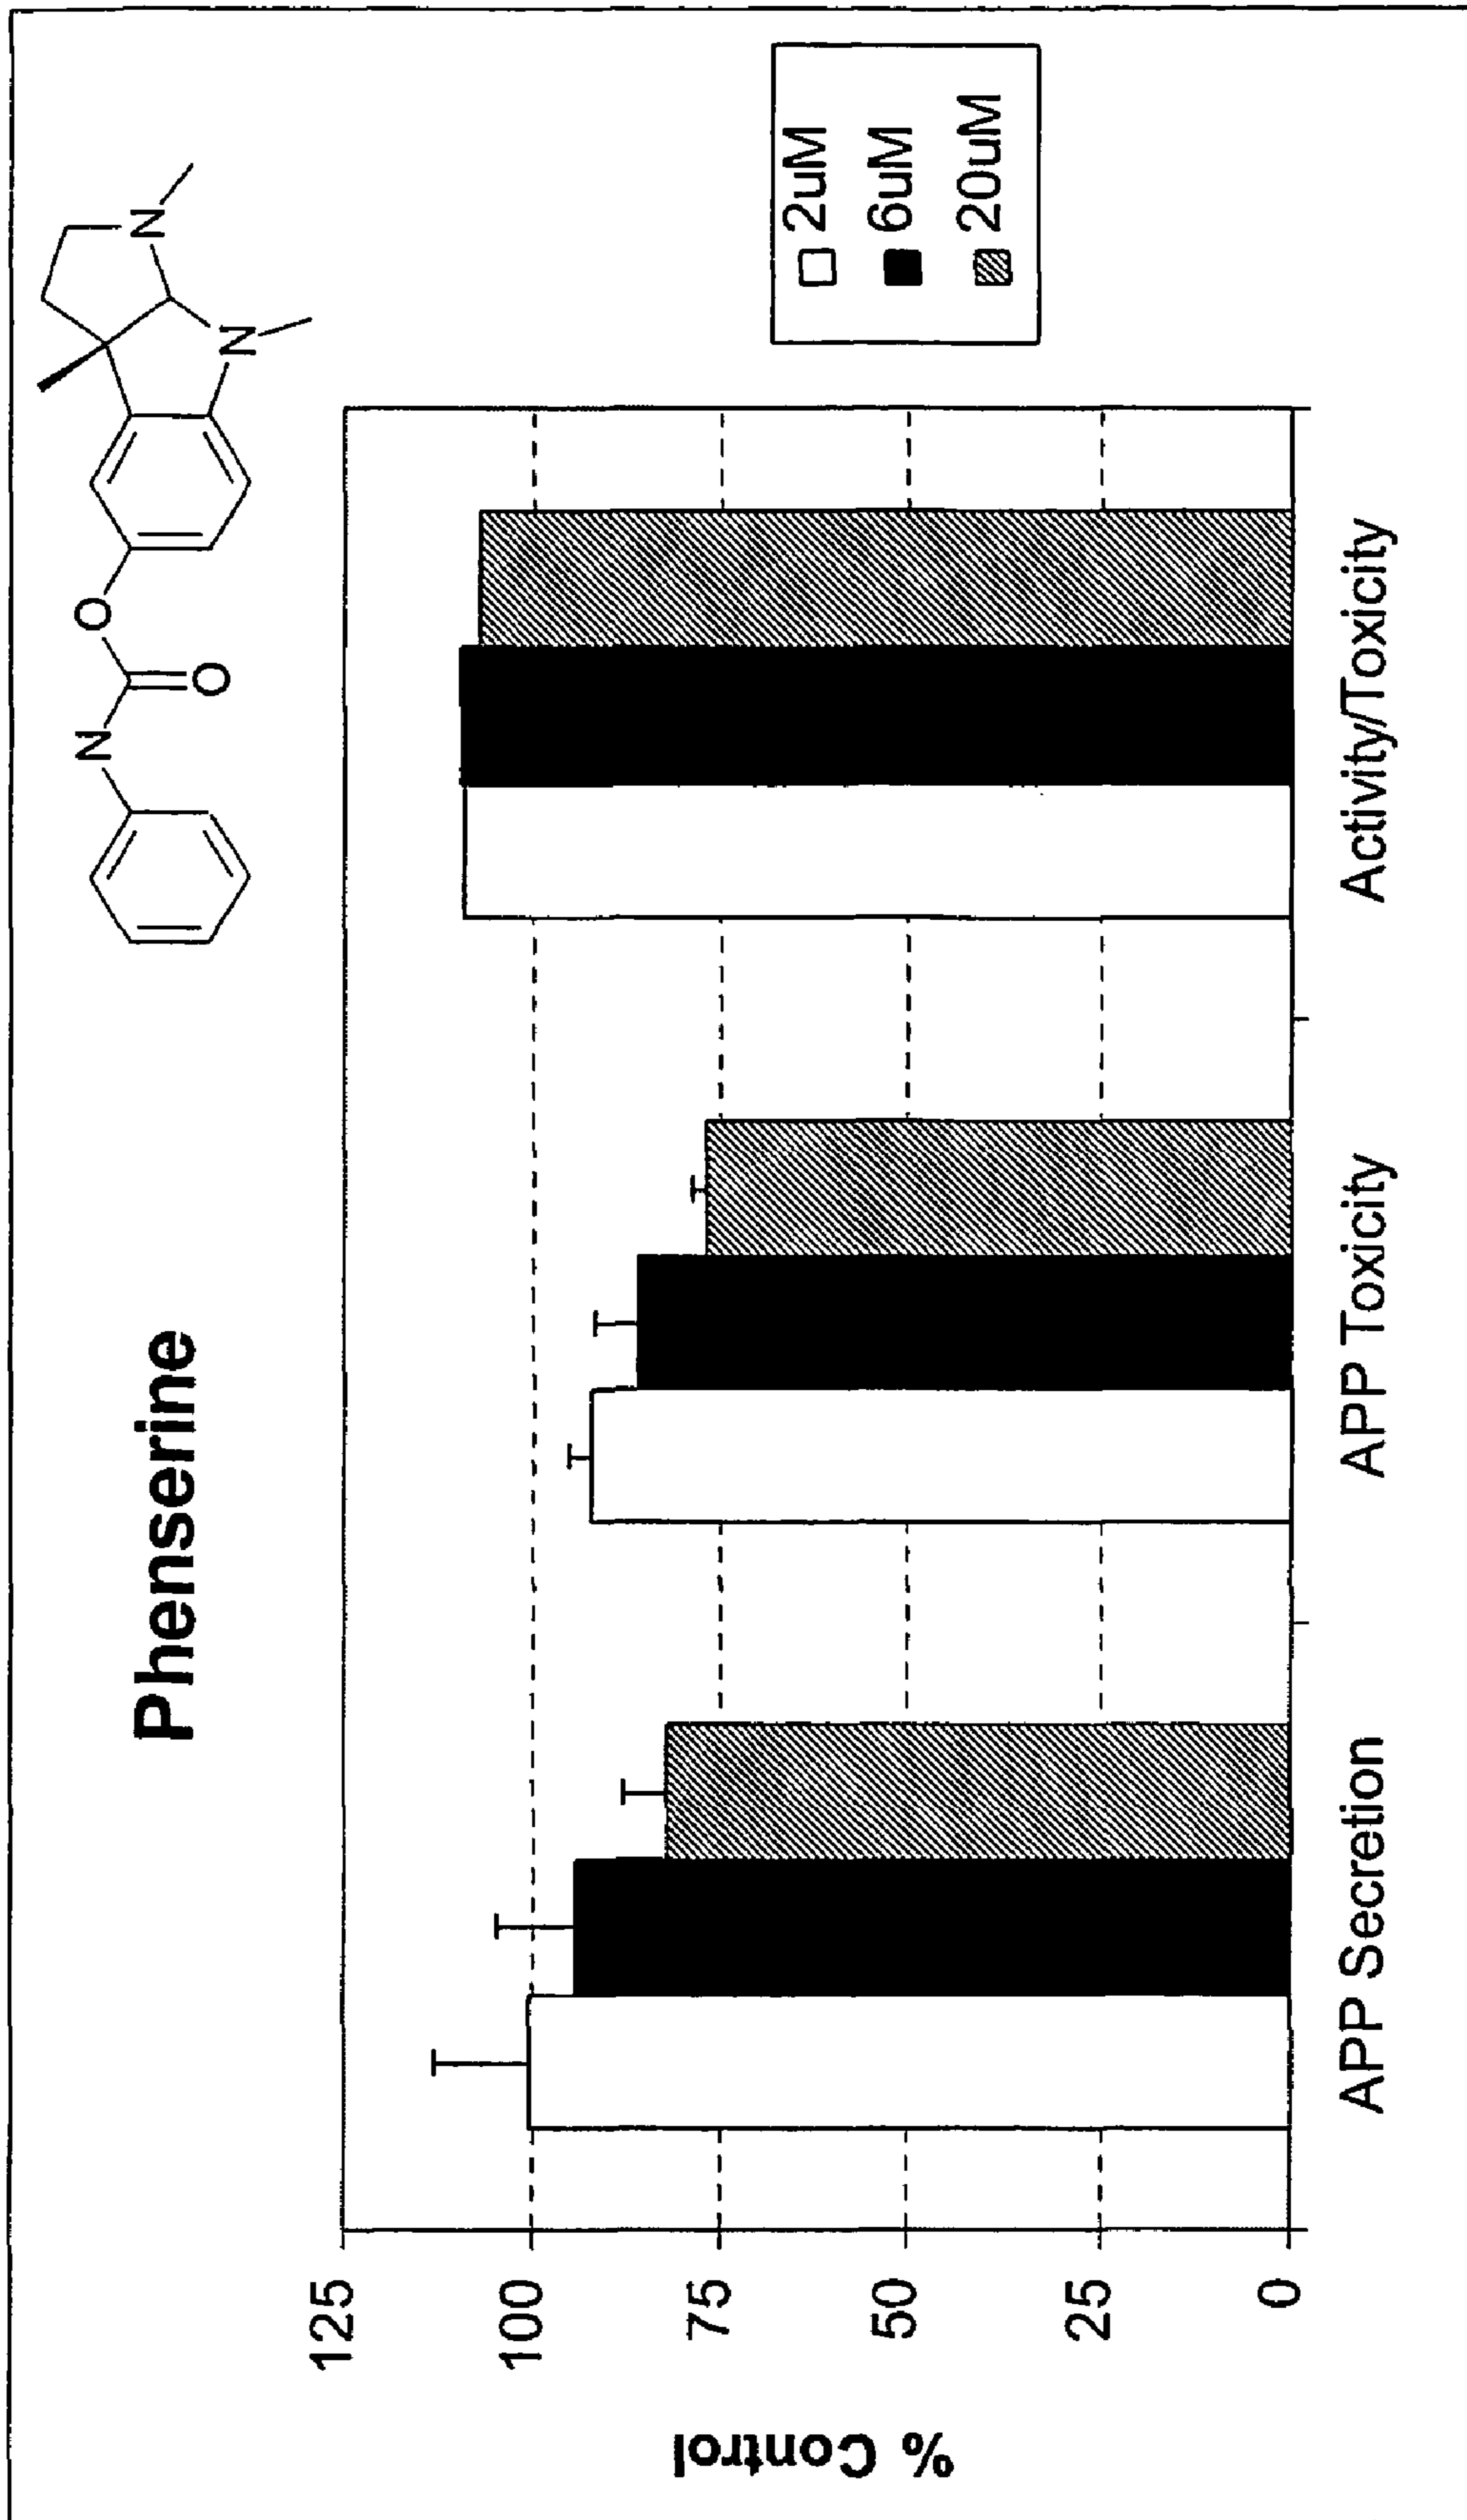 Phenserine
N
O
O
N
N
% Control
125
100
75
50
25
0
APP Secretion
APP Toxicity
Activity/Toxicity
2uM
6uM
20uM